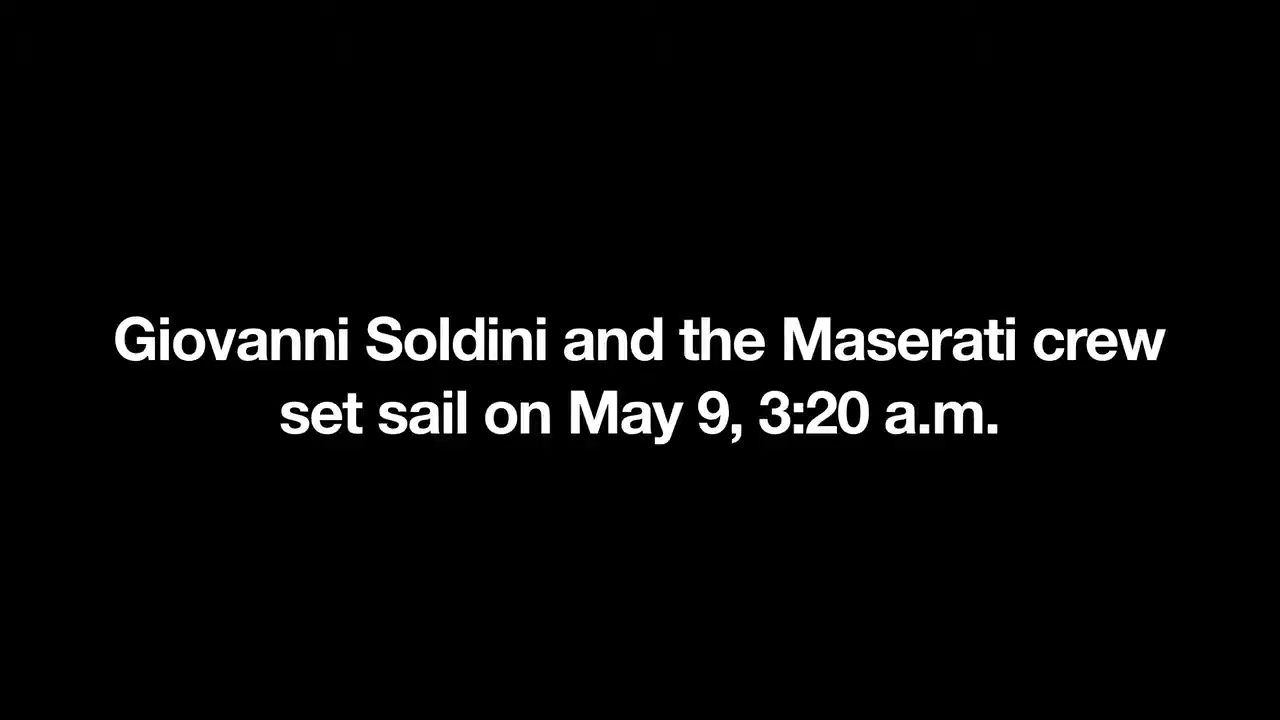 Giovanni Soldini and the Maserati crew
set sail on May 9, 3:20 a.m.